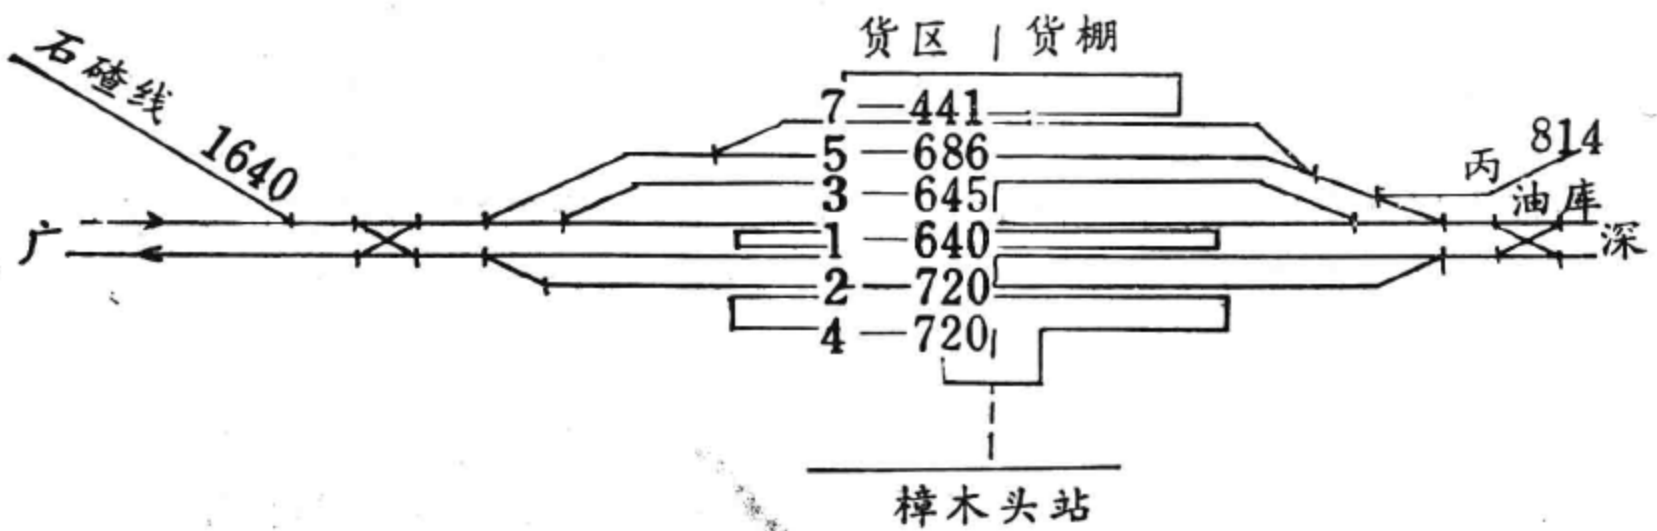 货区 | 货棚
石碴线 1640
7—441
5—686
3—645
1—640
2—720
4—720
814
丙
油库
广
深
樟木头站